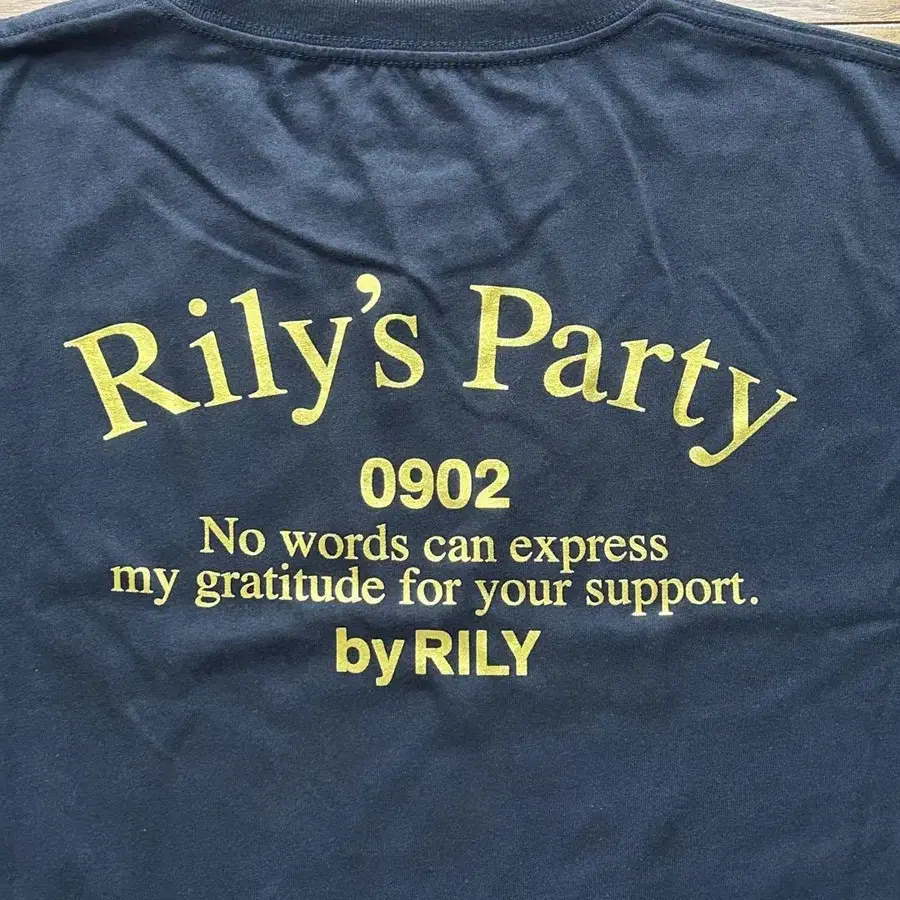 Rily's Party
0902
No words can express
my gratitude for your support.
by RILY